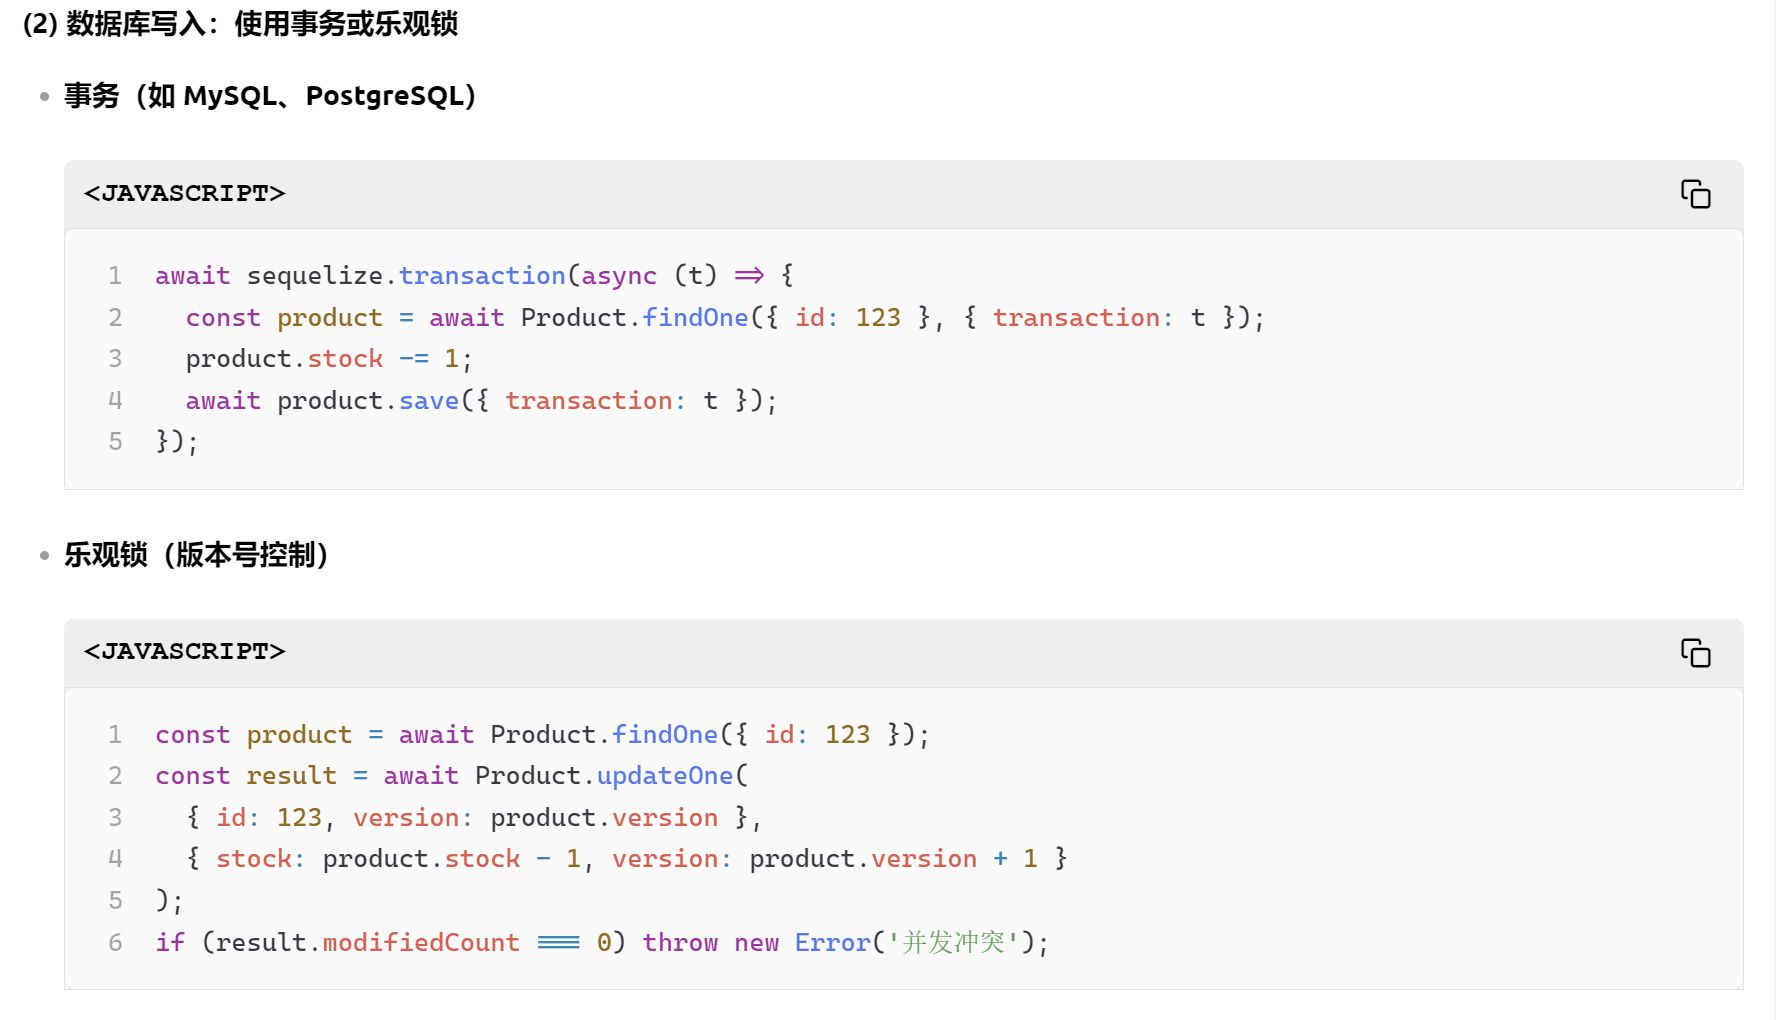 (2) 数据库写入：使用事务或乐观锁
事务（如 MySQL、PostgreSQL）
<JAVASCRIPT>
1 await sequelize.transaction(async (t) => {
2   const product = await Product.findOne({ id: 123 }, { transaction: t });
3   product.stock -= 1;
4   await product.save({ transaction: t });
5 });
乐观锁（版本号控制）
<JAVASCRIPT>
1 const product = await Product.findOne({ id: 123 });
2 const result = await Product.updateOne(
3   { id: 123, version: product.version },
4   { stock: product.stock - 1, version: product.version + 1 }
5 );
6 if (result.modifiedCount === 0) throw new Error('并发冲突');